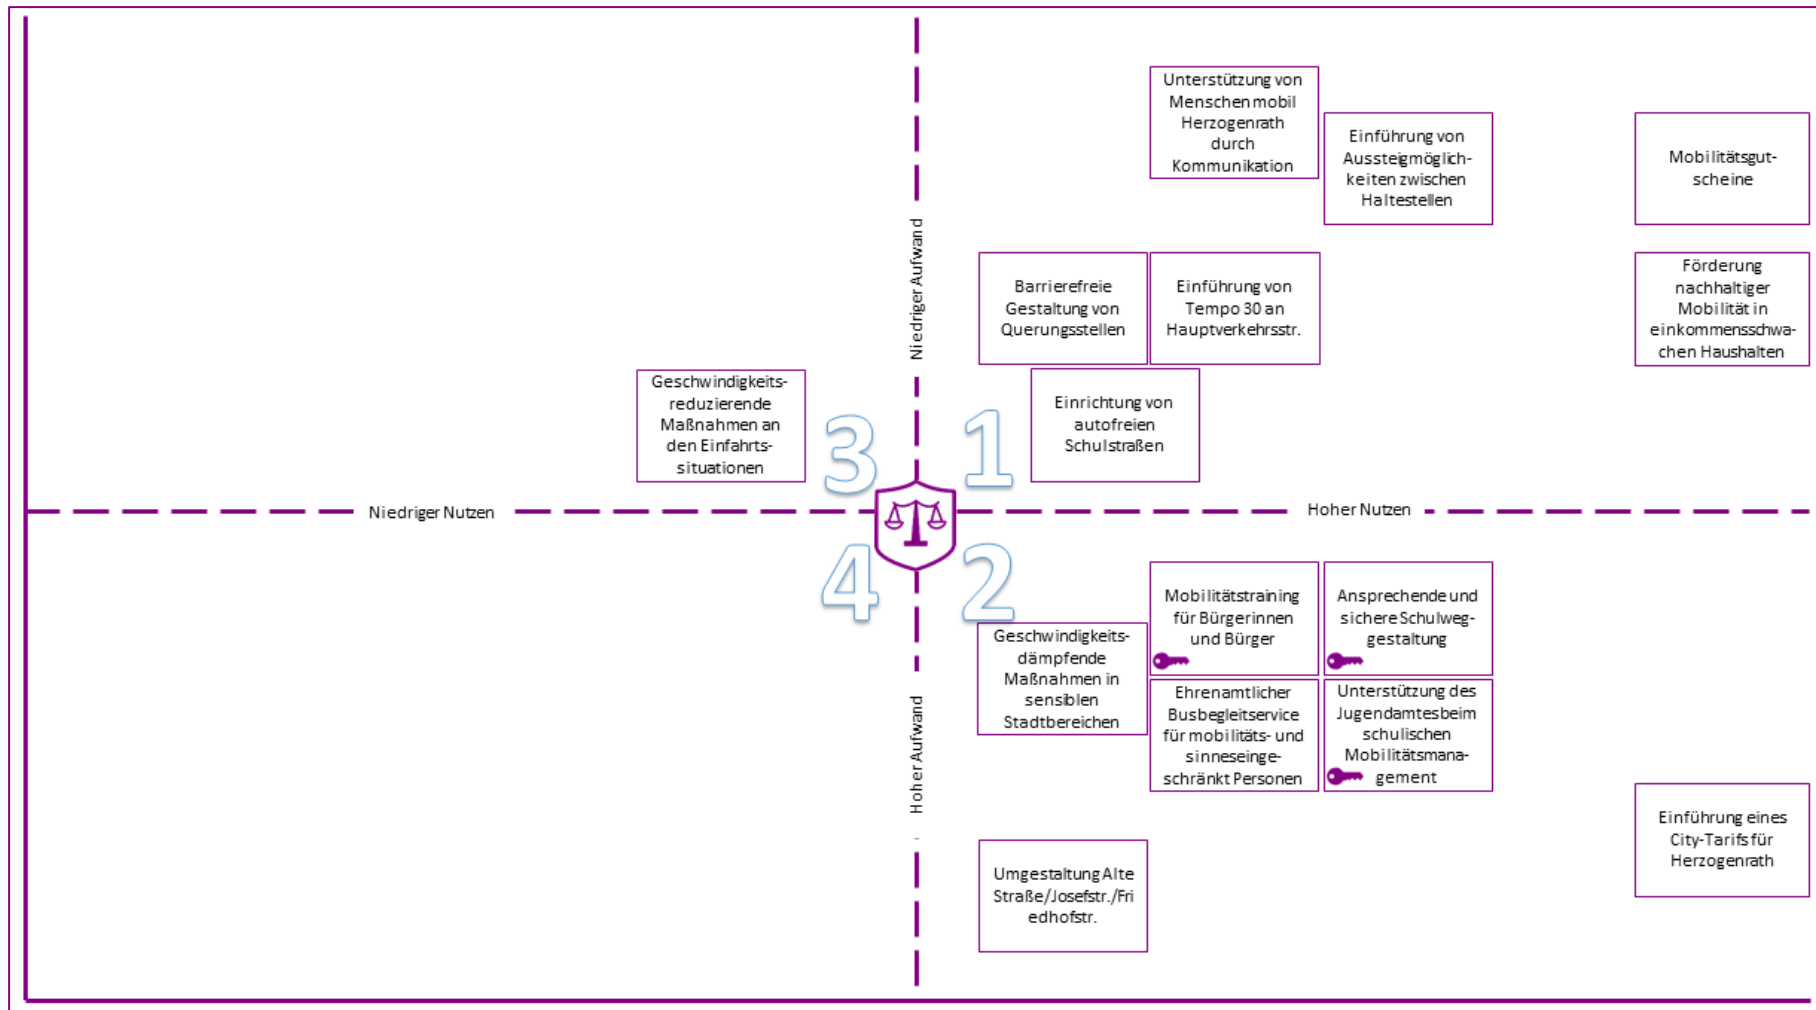 Unterstützung von
Menschen mobil
Herzogenrath
durch
Kommunikation
Einführung von
Aussteigmöglich-
keiten zwischen
Haltestellen
Mobilitätsgut-
scheine
Niedriger Aufwand
Barrierefreie
Gestaltung von
Querungsstellen
Einführung von
Tempo 30 an
Hauptverkehrsstr.
Förderung
nachhaltiger
Mobilität in
einkommensschwa-
chen Haushalten
Geschwindigkeits-
reduzierende
Maßnahmen an
den Einfahrts-
situationen
Einrichtung von
autofreien
Schulstraßen
3
1
Niedriger Nutzen
Hoher Nutzen
4
2
Hoher Aufwand
Geschwindigkeits-
dämpfende
Maßnahmen in
sensiblen
Stadtbereichen
Mobilitätstraining
für Bürgerinnen
und Bürger
Ansprechende und
sichere Schulweg-
gestaltung
Ehrenamtlicher
Busbegleitservice
für mobilitäts- und
sinneseinge-
schränkt Personen
Unterstützung des
Jugendamtesbeim
schulischen
Mobilitätsmana-
gement
Einführung eines
City-Tarifs für
Herzogenrath
Umgestaltung Alte
Straße/Josefstr./Fri
edhofstr.